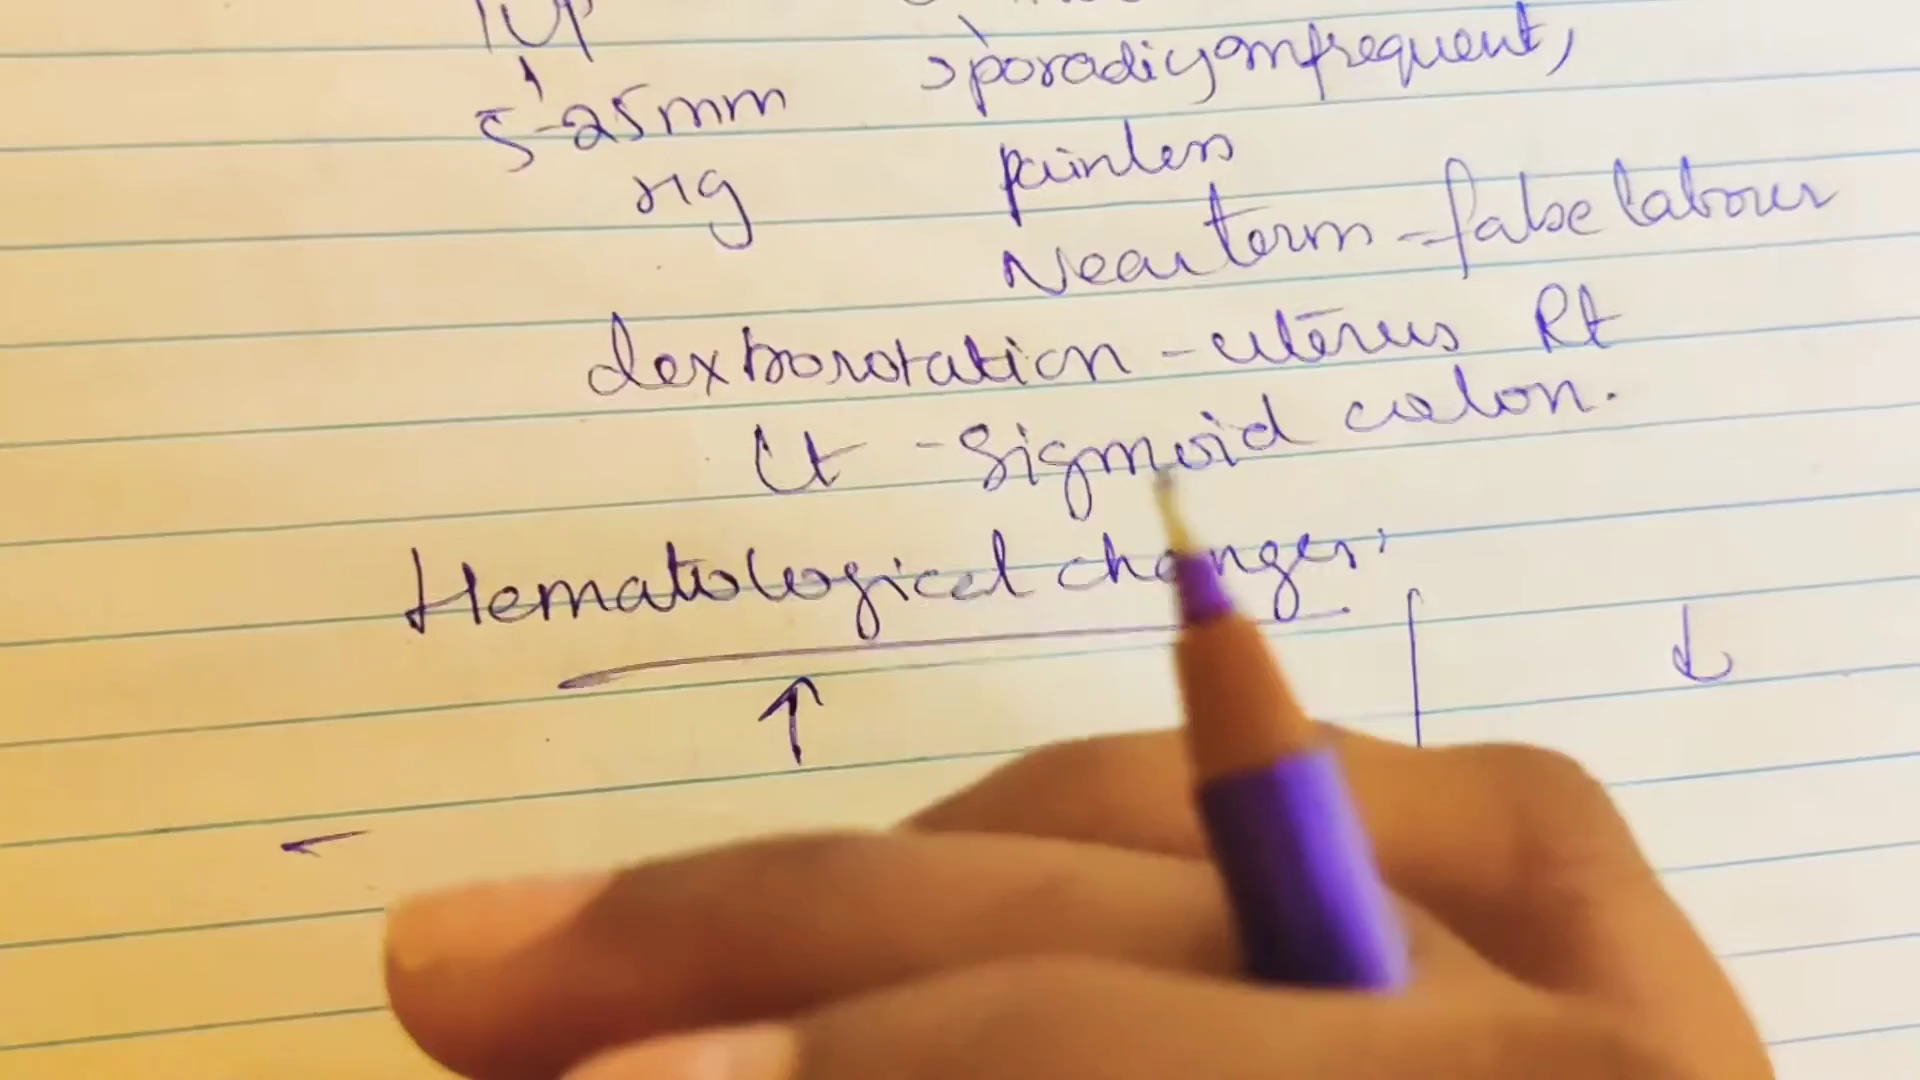 IUP
5-25mm
Hg
sporadic, infrequent,
painless
Near term - false labour
dextrorotation - uterus Rt
Lt - Sigmoid colon.
Hematological changes.
↑ ↓